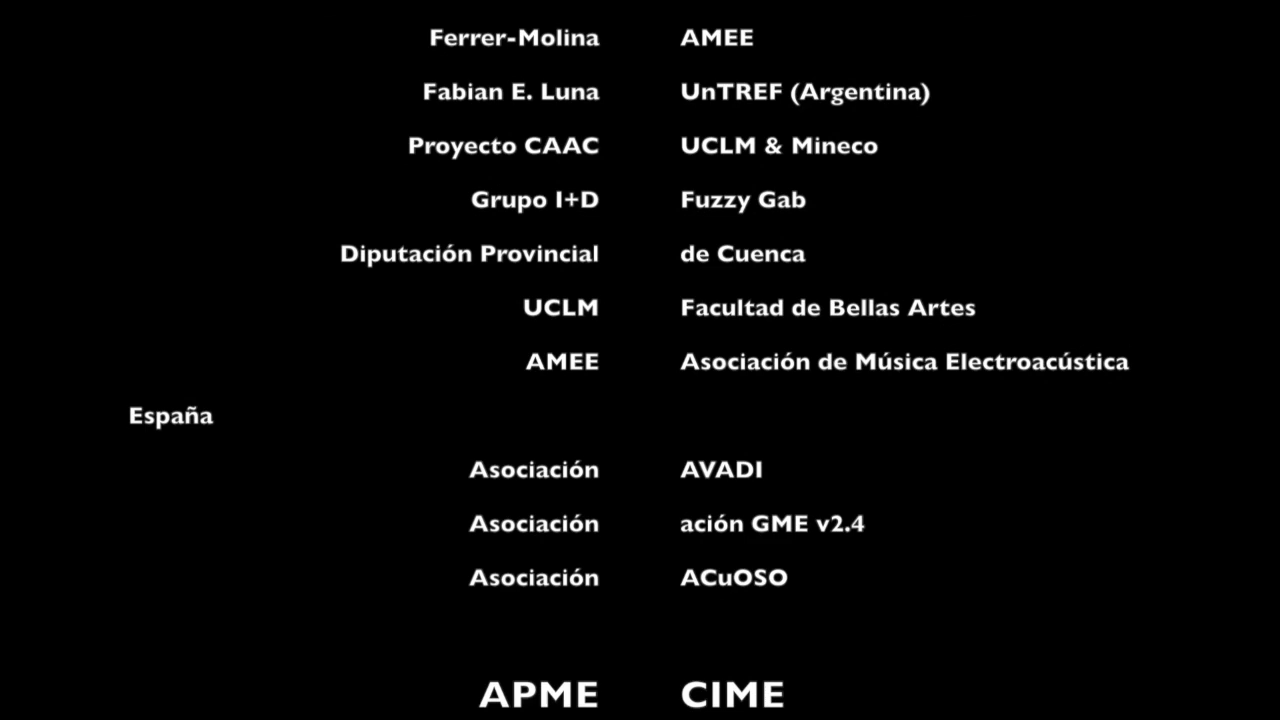 Ferrer-Molina AMEE
Fabian E. Luna UnTREF (Argentina)
Proyecto CAAC UCLM & Mineco
Grupo I+D Fuzzy Gab
Diputación Provincial de Cuenca
UCLM Facultad de Bellas Artes
AMEE Asociación de Música Electroacústica
España
Asociación AVADI
Asociación ación GME v2.4
Asociación ACuOSO
APME CIME